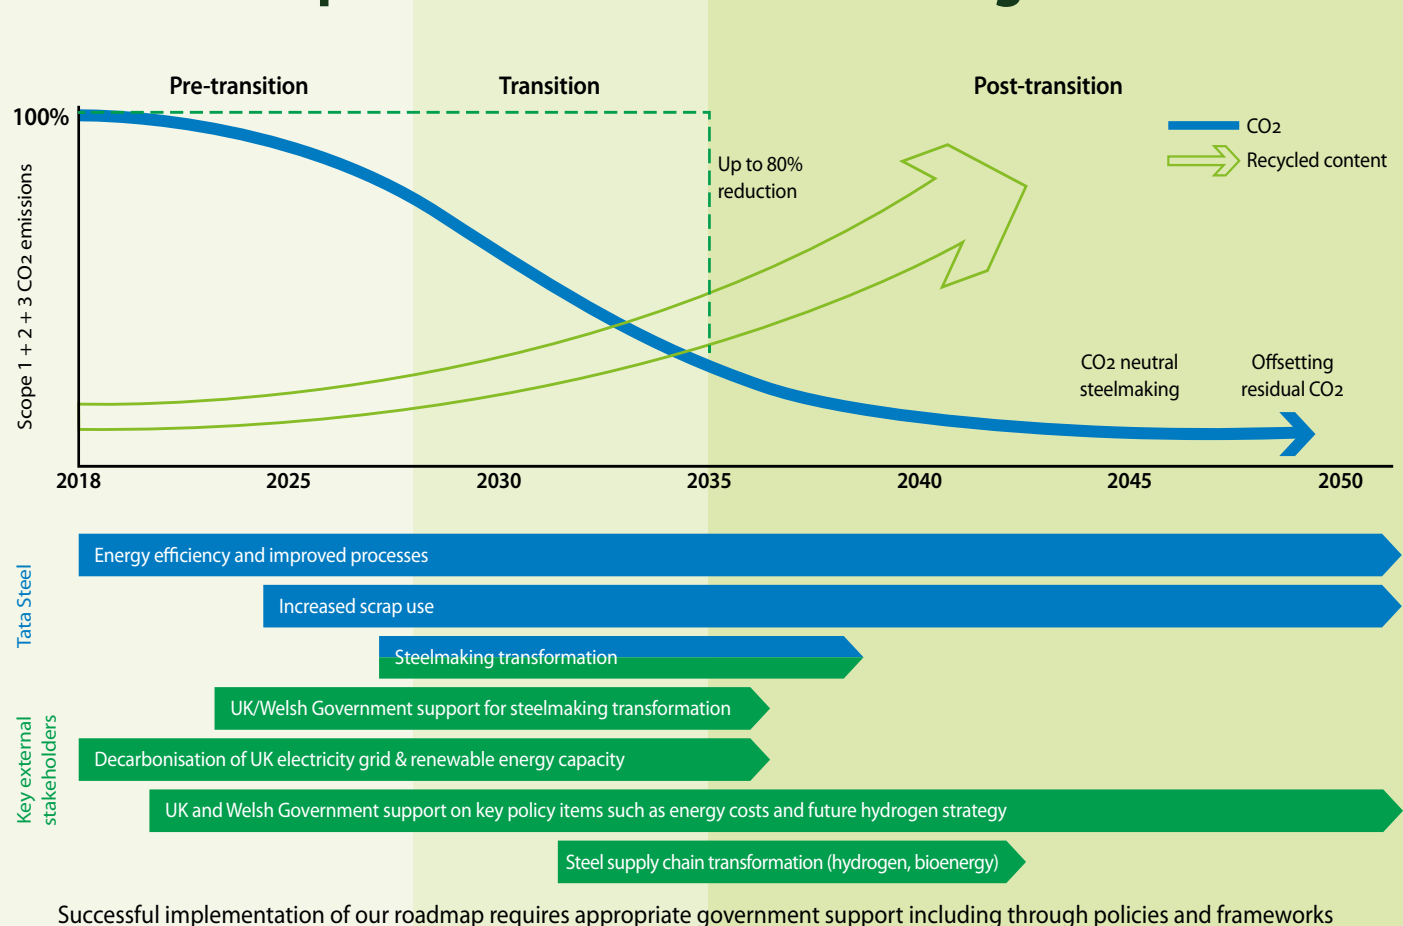 Pre-transition
Transition
Post-transition
100%
CO2
Recycled content
Up to 80%
reduction
Scope 1 + 2 + 3 CO2 emissions
CO2 neutral
steelmaking
Offsetting
residual CO2
2018
2025
2030
2035
2040
2045
2050
Tata Steel
Energy efficiency and improved processes
Increased scrap use
Steelmaking transformation
Key external
stakeholders
UK/Welsh Government support for steelmaking transformation
Decarbonisation of UK electricity grid & renewable energy capacity
UK and Welsh Government support on key policy items such as energy costs and future hydrogen strategy
Steel supply chain transformation (hydrogen, bioenergy)
Successful implementation of our roadmap requires appropriate government support including through policies and frameworks